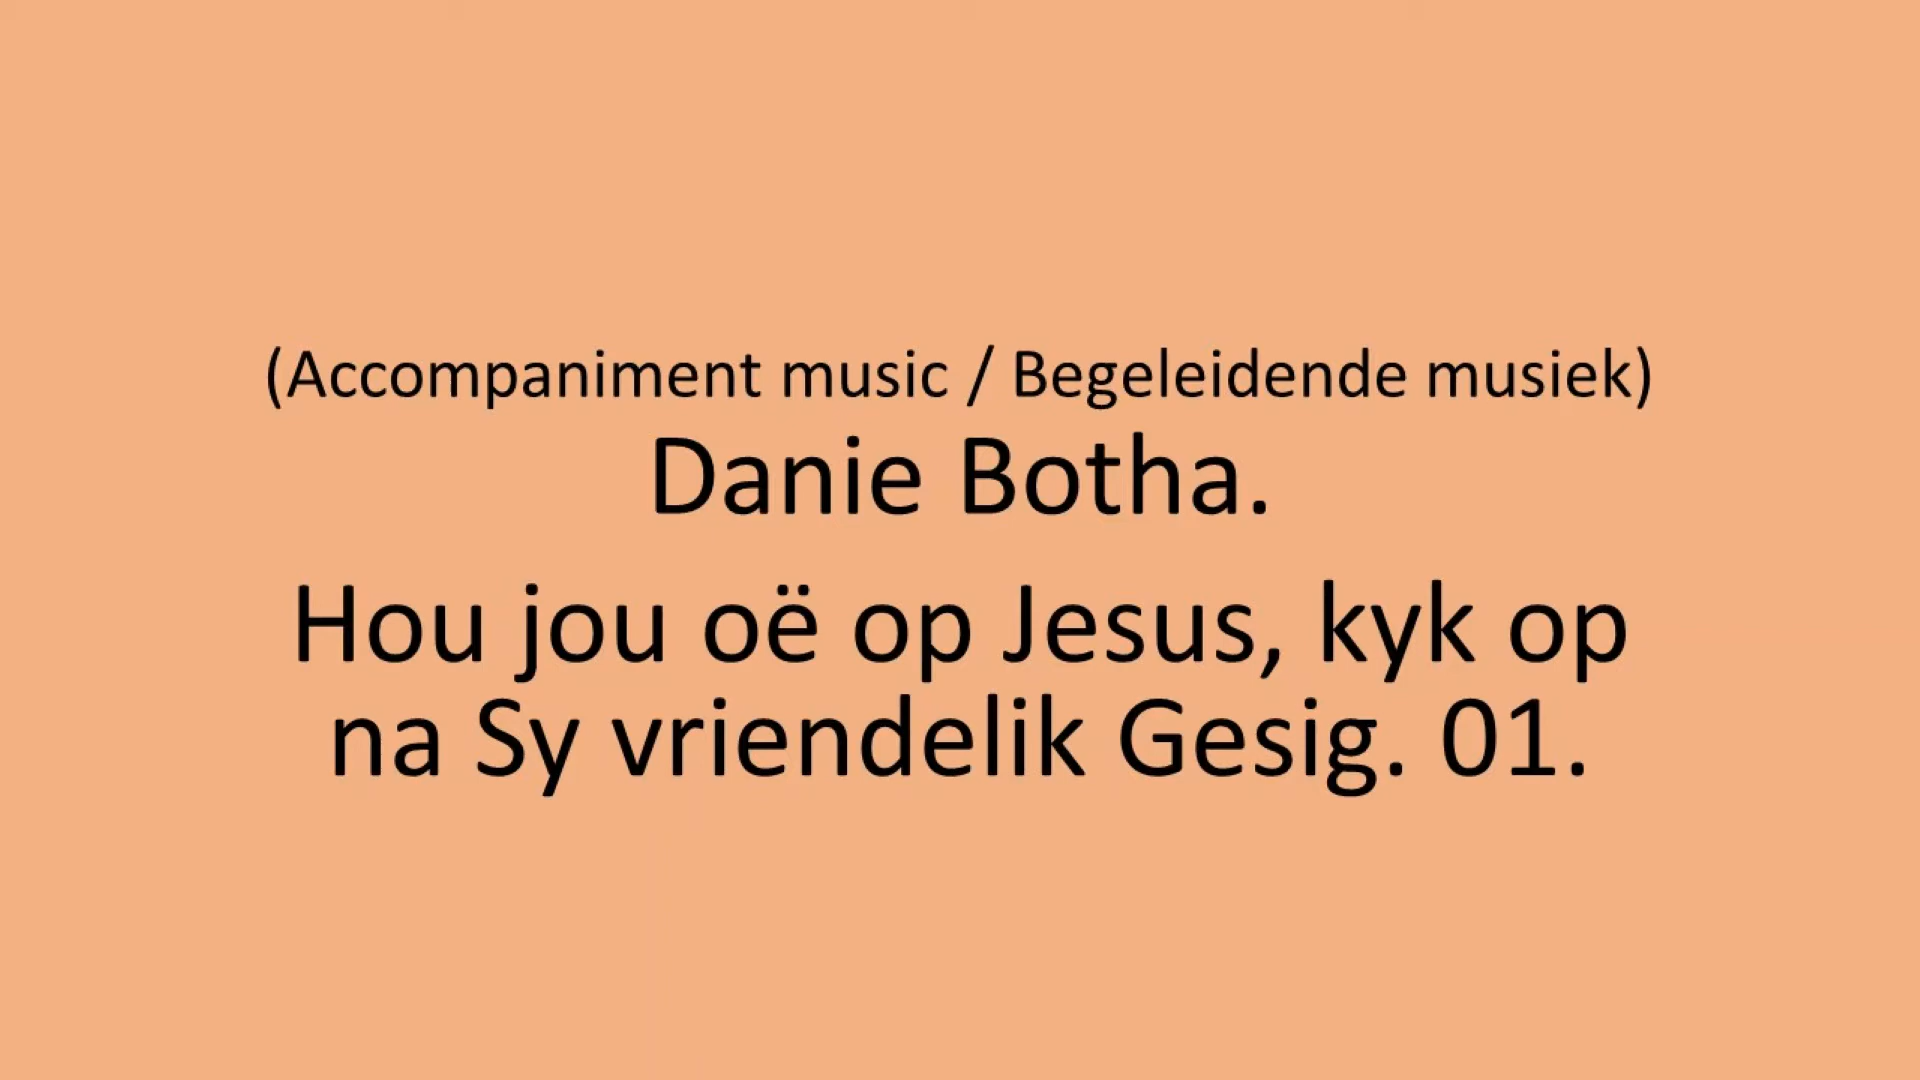 (Accompaniment music / Begeleidende musiek)
Danie Botha.
Hou jou oë op Jesus, kyk op
na Sy vriendelik Gesig. 01.